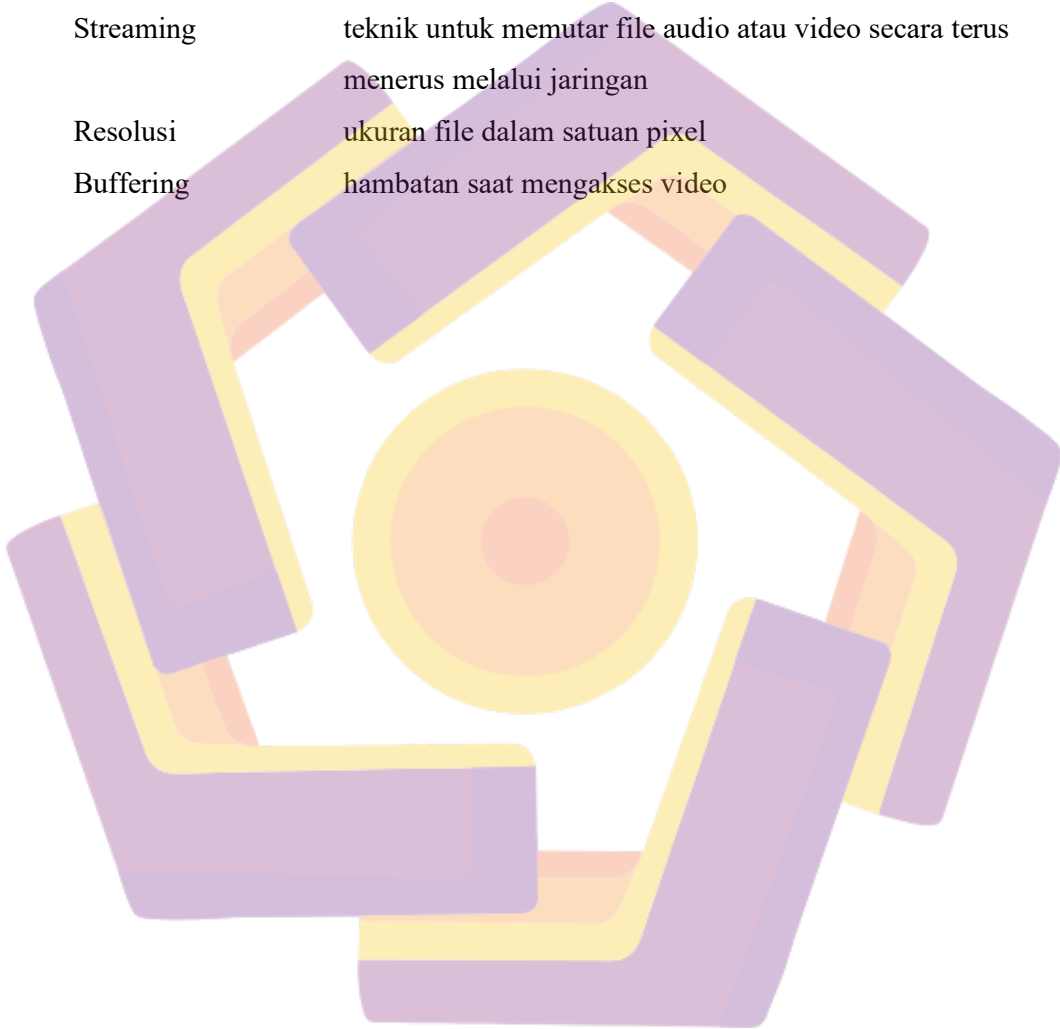 Streaming teknik untuk memutar file audio atau video secara terus
menerus melalui jaringan
Resolusi ukuran file dalam satuan pixel
Buffering hambatan saat mengakses video